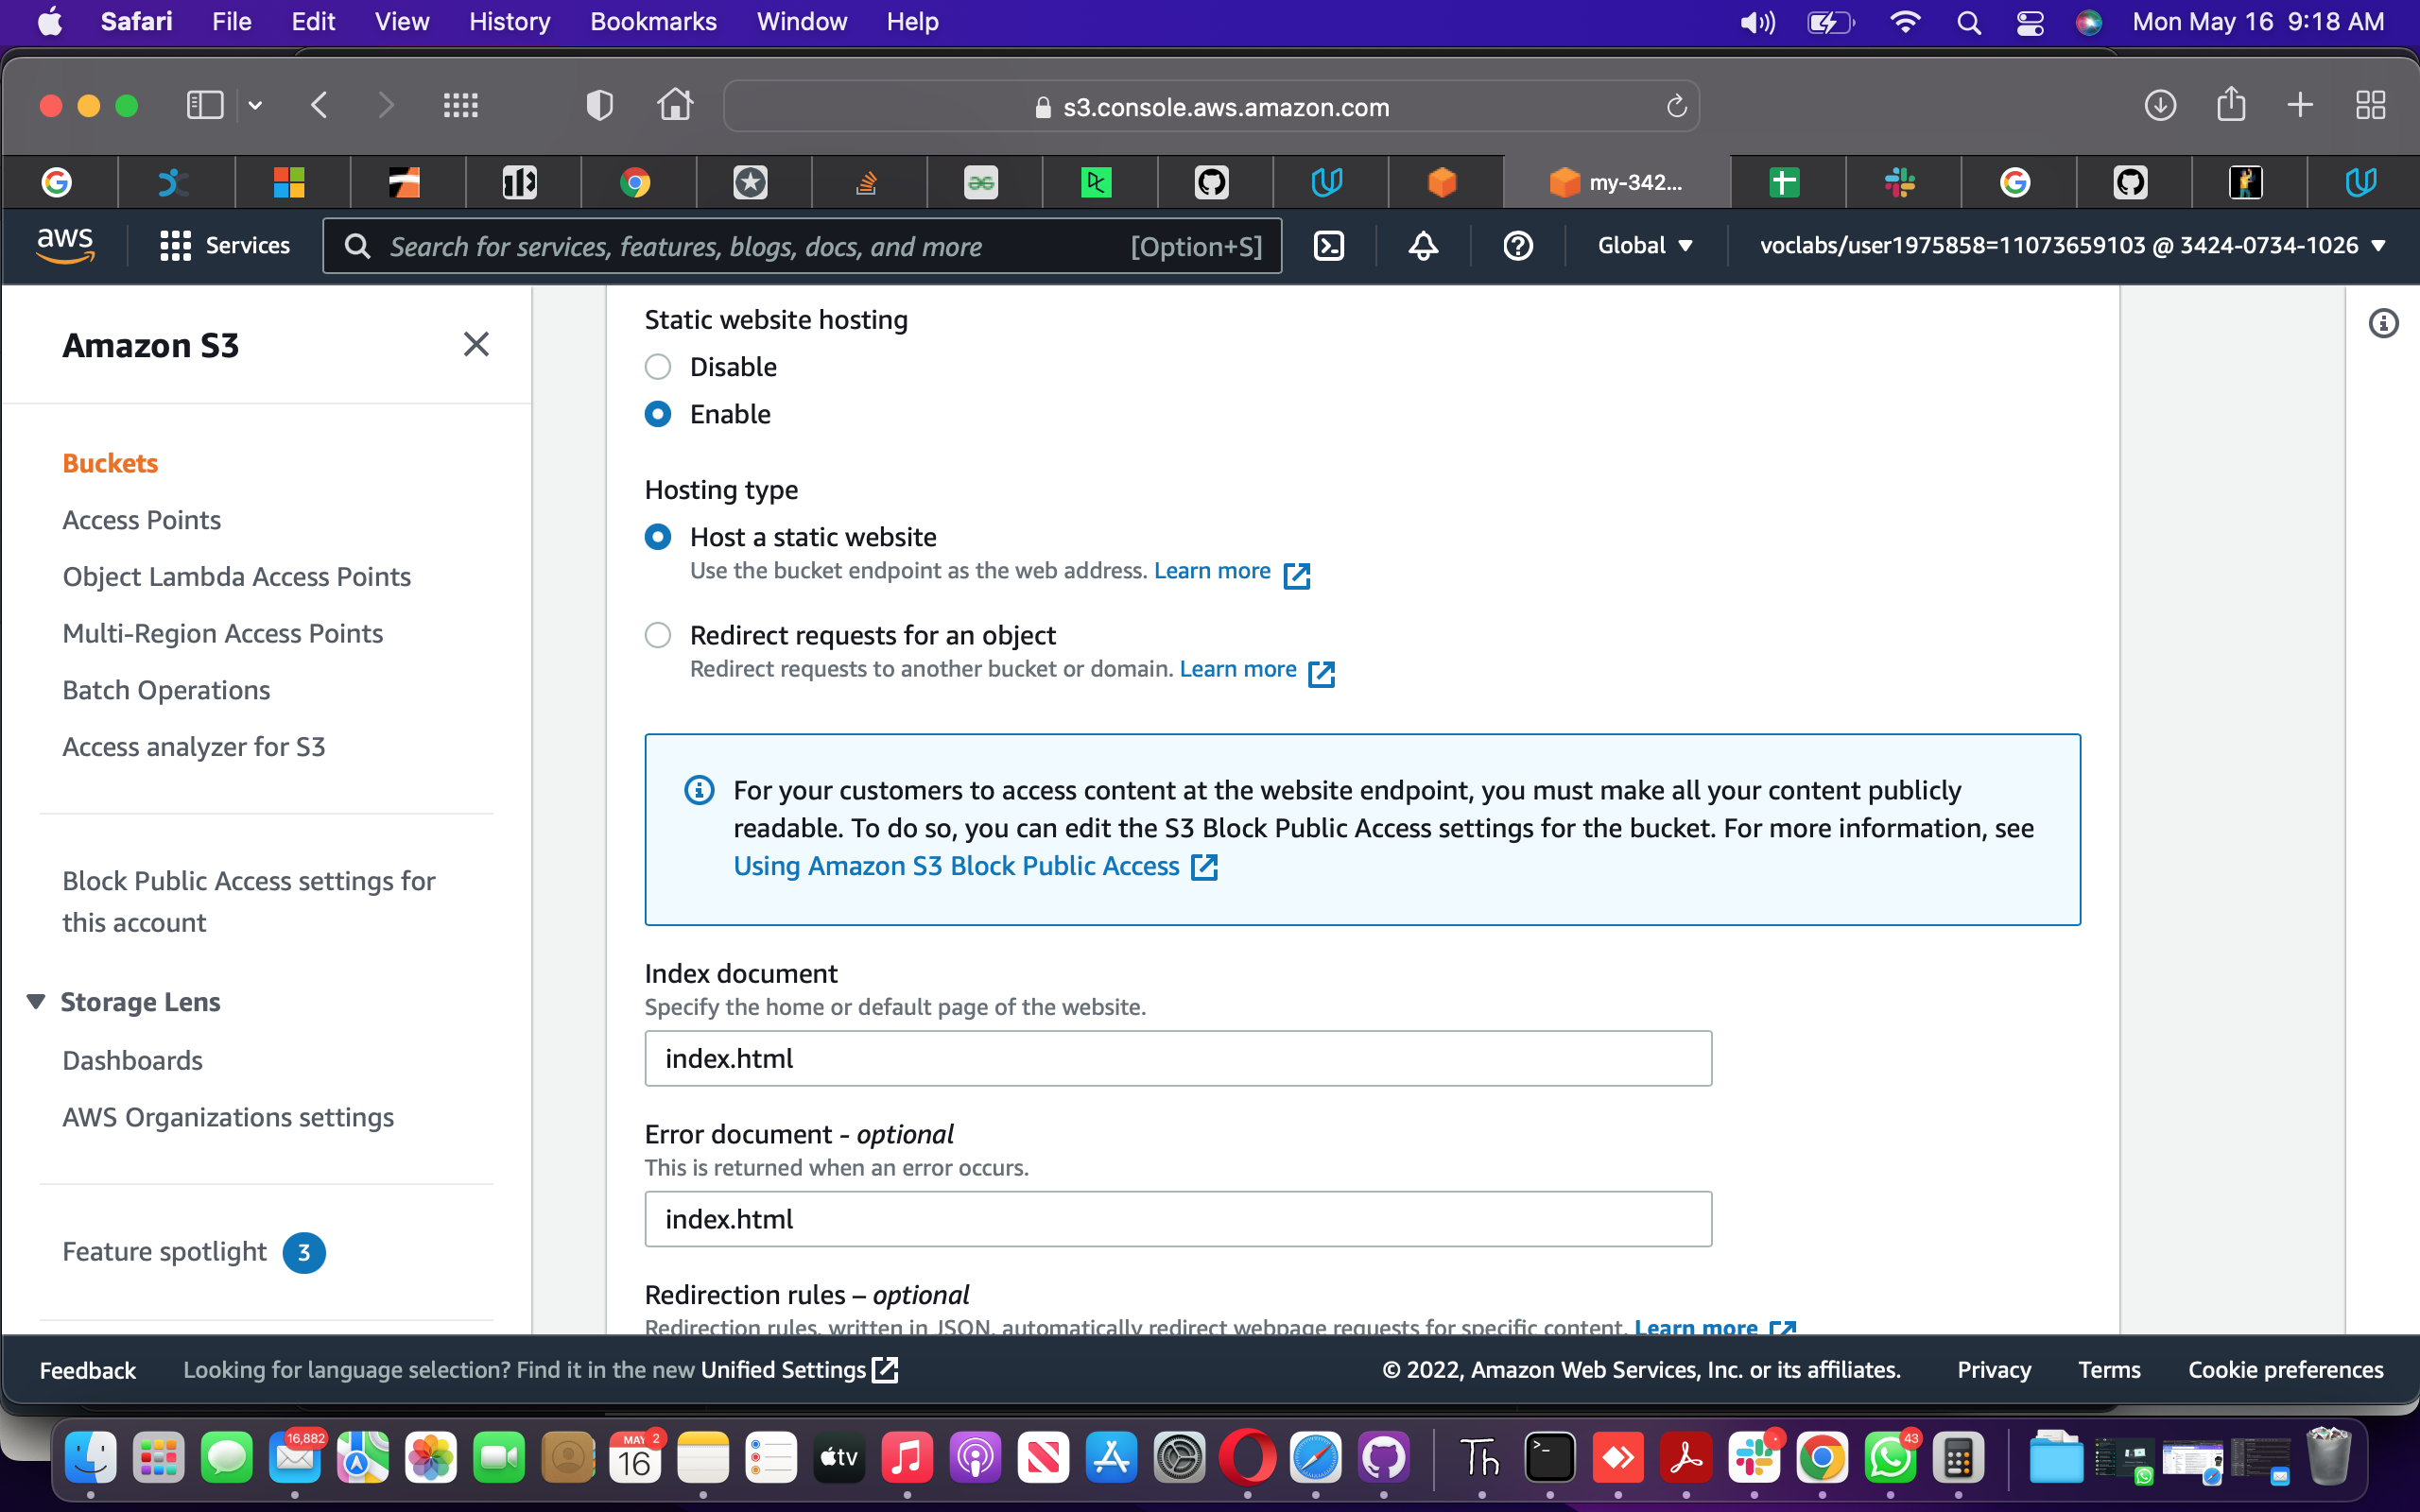 Safari File Edit View History Bookmarks Window Help Mon May 16 9:18 AM
s3.console.aws.amazon.com
my-342...
aws Services Search for services, features, blogs, docs, and more [Option+S] Global voclabs/user1975858=11073659103 @ 3424-0734-1026
Amazon S3
Buckets
Access Points
Object Lambda Access Points
Multi-Region Access Points
Batch Operations
Access analyzer for S3
Block Public Access settings for
this account
Storage Lens
Dashboards
AWS Organizations settings
Feature spotlight 3
Static website hosting
Disable
Enable
Hosting type
Host a static website
Use the bucket endpoint as the web address. Learn more
Redirect requests for an object
Redirect requests to another bucket or domain. Learn more
For your customers to access content at the website endpoint, you must make all your content publicly
readable. To do so, you can edit the S3 Block Public Access settings for the bucket. For more information, see
Using Amazon S3 Block Public Access
Index document
Specify the home or default page of the website.
index.html
Error document - optional
This is returned when an error occurs.
index.html
Redirection rules – optional
Redirection rules, written in JSON, automatically redirect webpage requests for specific content. Learn more
Feedback Looking for language selection? Find it in the new Unified Settings © 2022, Amazon Web Services, Inc. or its affiliates. Privacy Terms Cookie preferences
16,882
MAY 2
16
tv
Th
43